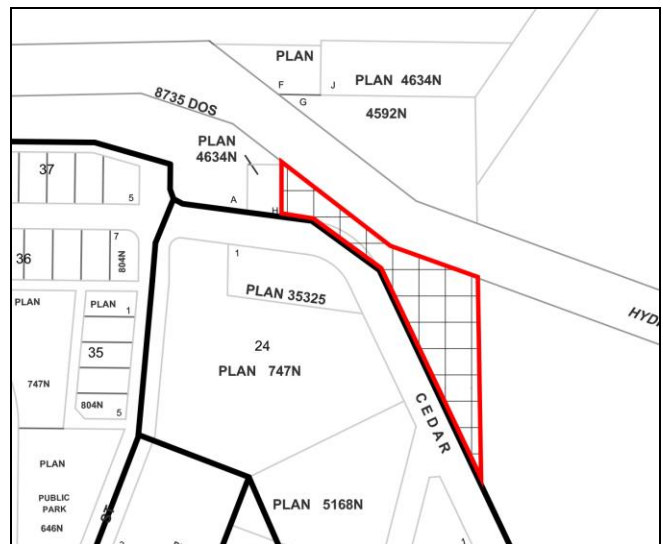 PLAN
F
J
PLAN 4634N
G
8735 DOS
4592N
PLAN
4634N
37
5
A
H
7
804N
36
1
PLAN 35325
PLAN
PLAN 1
HYD
24
35
PLAN 747N
747N
804N
5
CEDAR
PLAN
PUBLIC
PARK
646N
PLAN 5168N
1